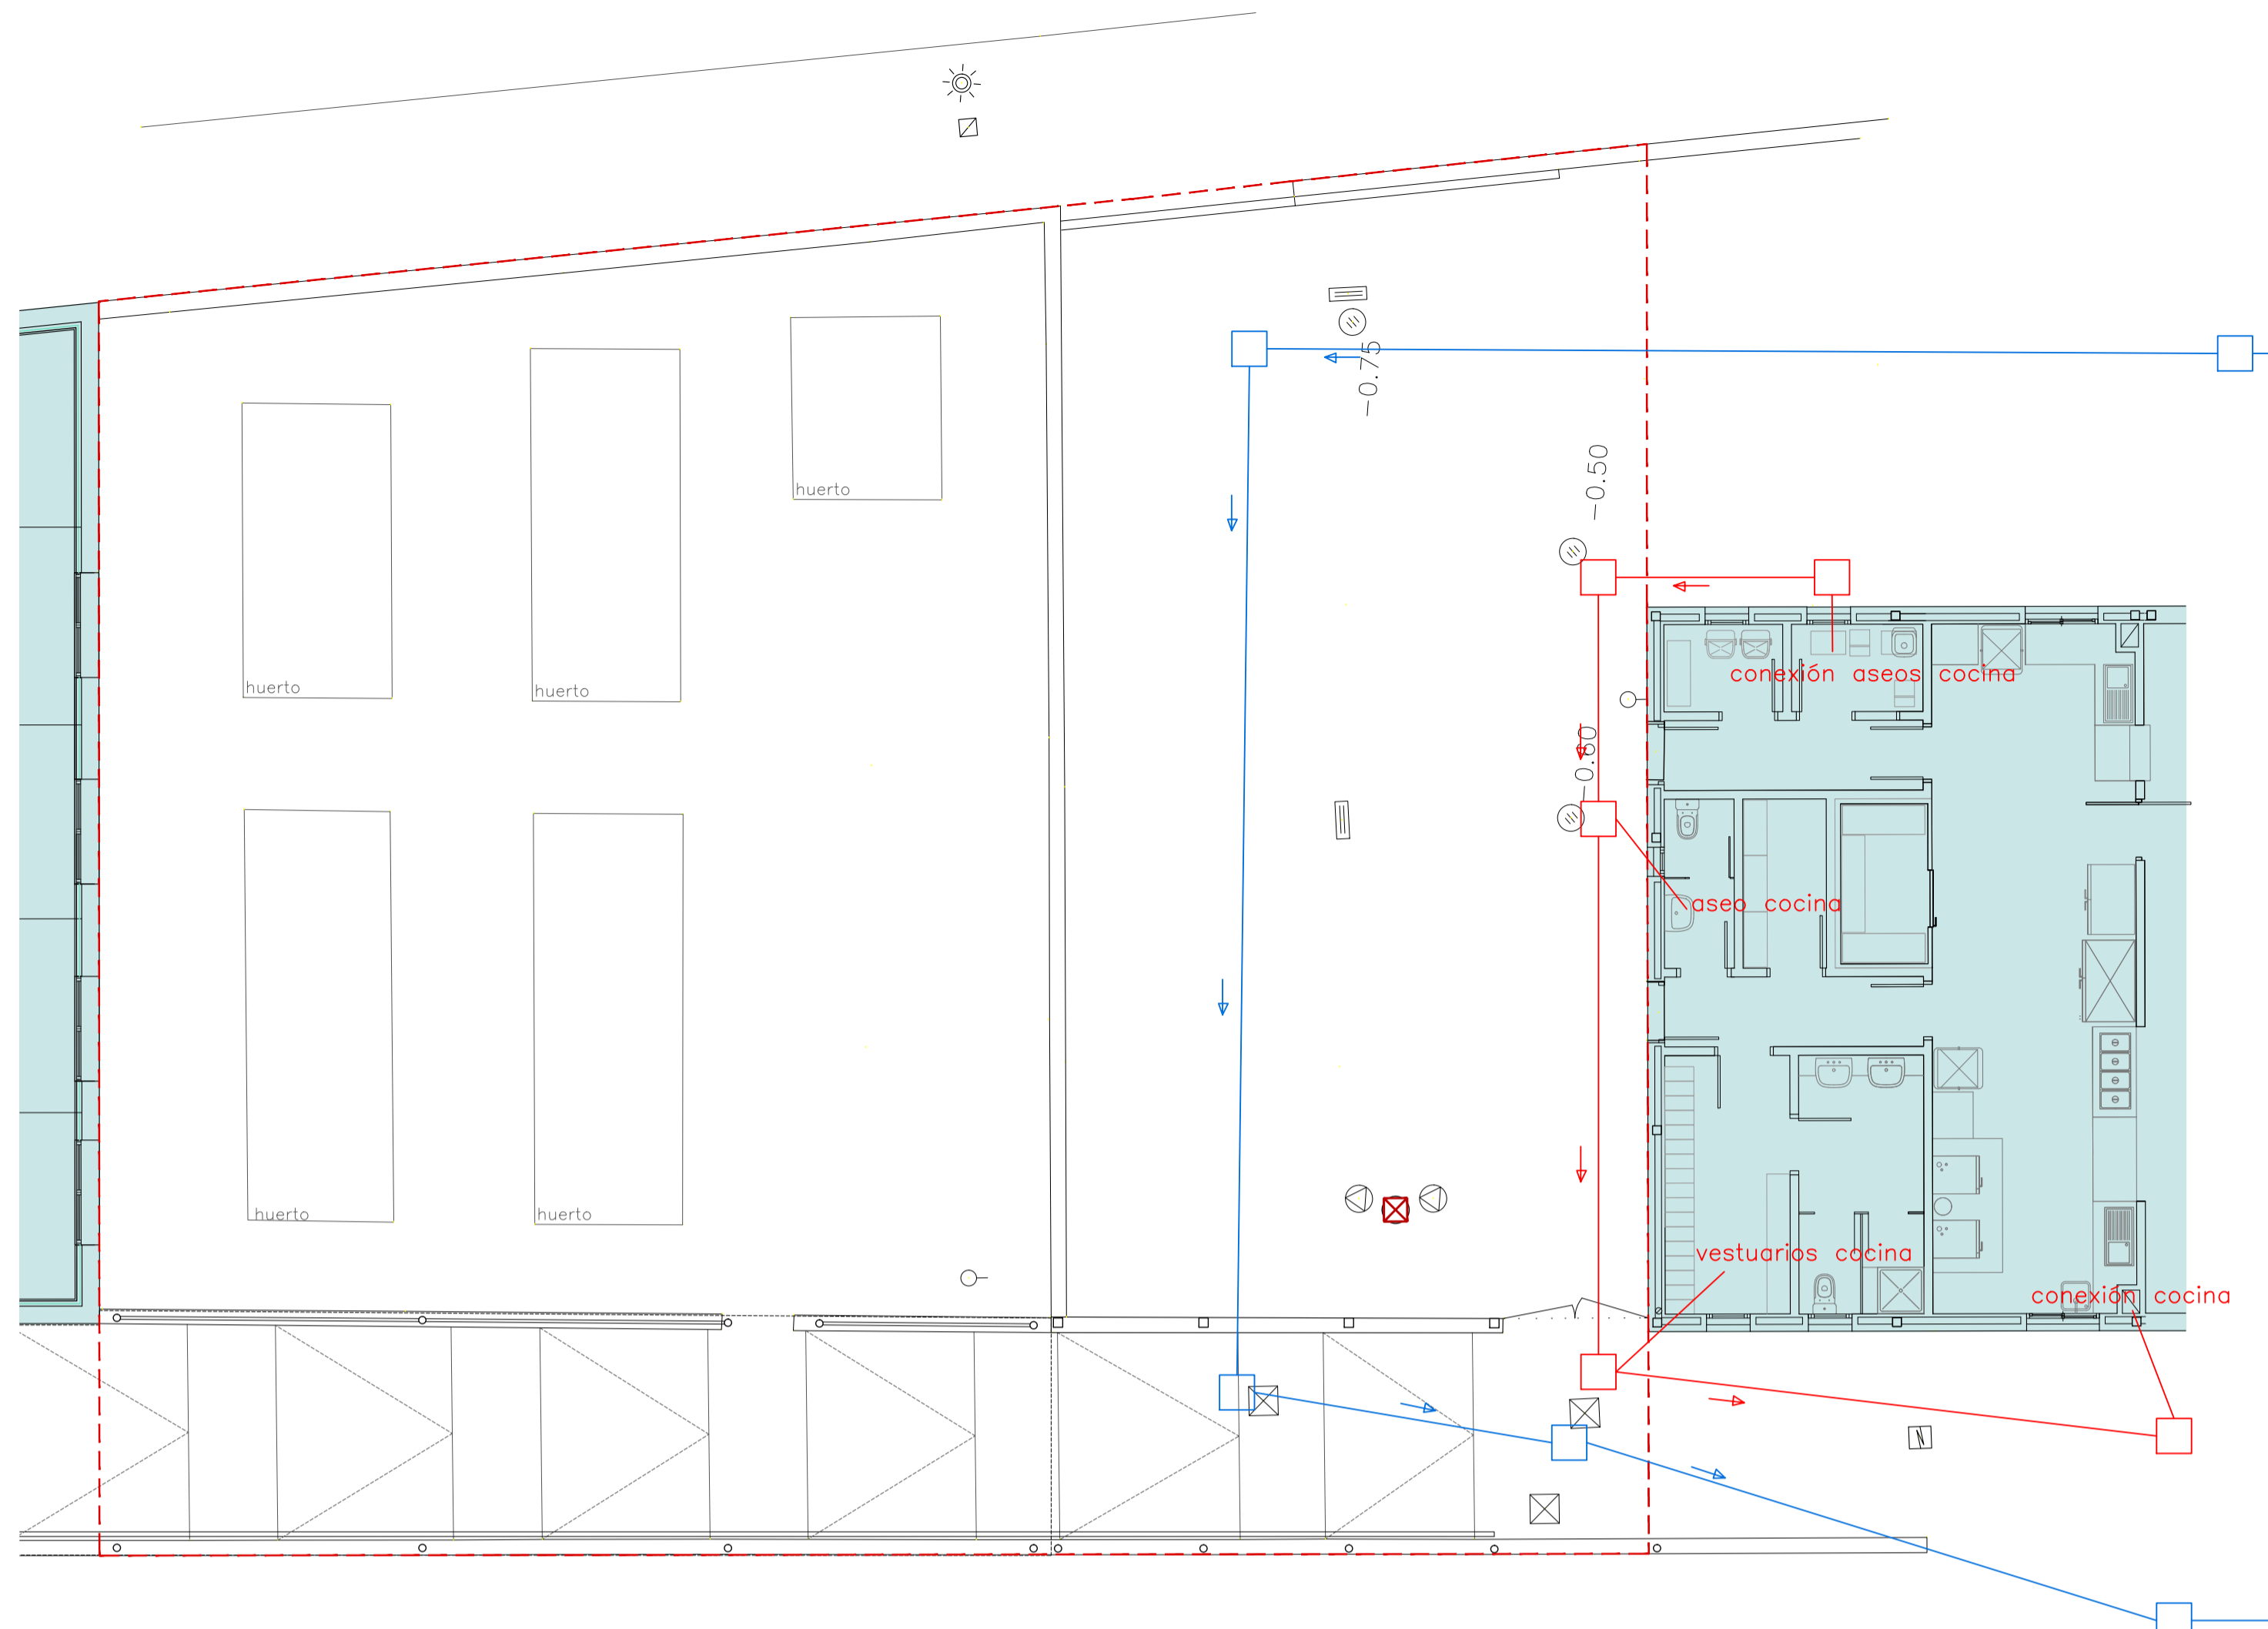 -0.75
-0.50
huerto
huerto
huerto
conexión aseos cocina
-0.60
aseo cocina
huerto
huerto
vestuarios cocina
conexión cocina